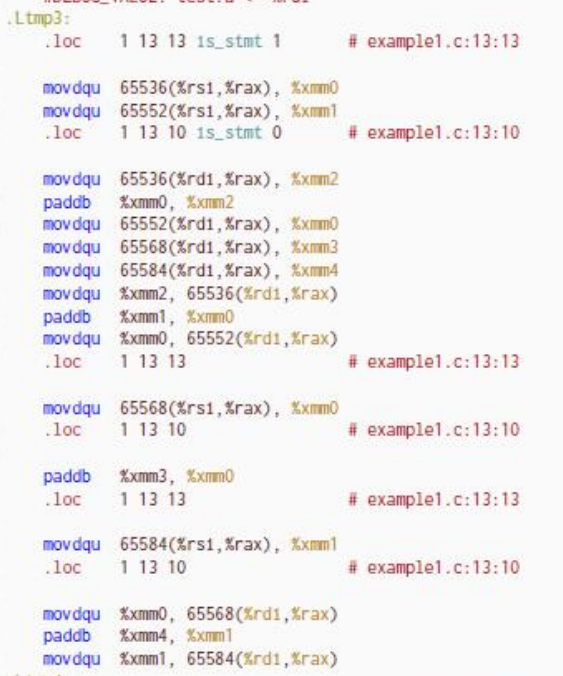 .Ltmp3:
.loc 1 13 13 is_stmt 1 # example1.c:13:13
movdqu 65536(%rsi,%rax), %xmm0
movdqu 65552(%rsi,%rax), %xmm1
.loc 1 13 10 is_stmt 0 # example1.c:13:10
movdqu 65536(%rdi,%rax), %xmm2
paddb %xmm0, %xmm2
movdqu 65552(%rdi,%rax), %xmm0
movdqu 65568(%rdi,%rax), %xmm3
movdqu 65584(%rdi,%rax), %xmm4
movdqu %xmm2, 65536(%rdi,%rax)
paddb %xmm1, %xmm0
movdqu %xmm0, 65552(%rdi,%rax)
.loc 1 13 13 # example1.c:13:13
movdqu 65568(%rsi,%rax), %xmm0
.loc 1 13 10 # example1.c:13:10
paddb %xmm3, %xmm0
.loc 1 13 13 # example1.c:13:13
movdqu 65584(%rsi,%rax), %xmm1
.loc 1 13 10 # example1.c:13:10
movdqu %xmm0, 65568(%rdi,%rax)
paddb %xmm4, %xmm1
movdqu %xmm1, 65584(%rdi,%rax)